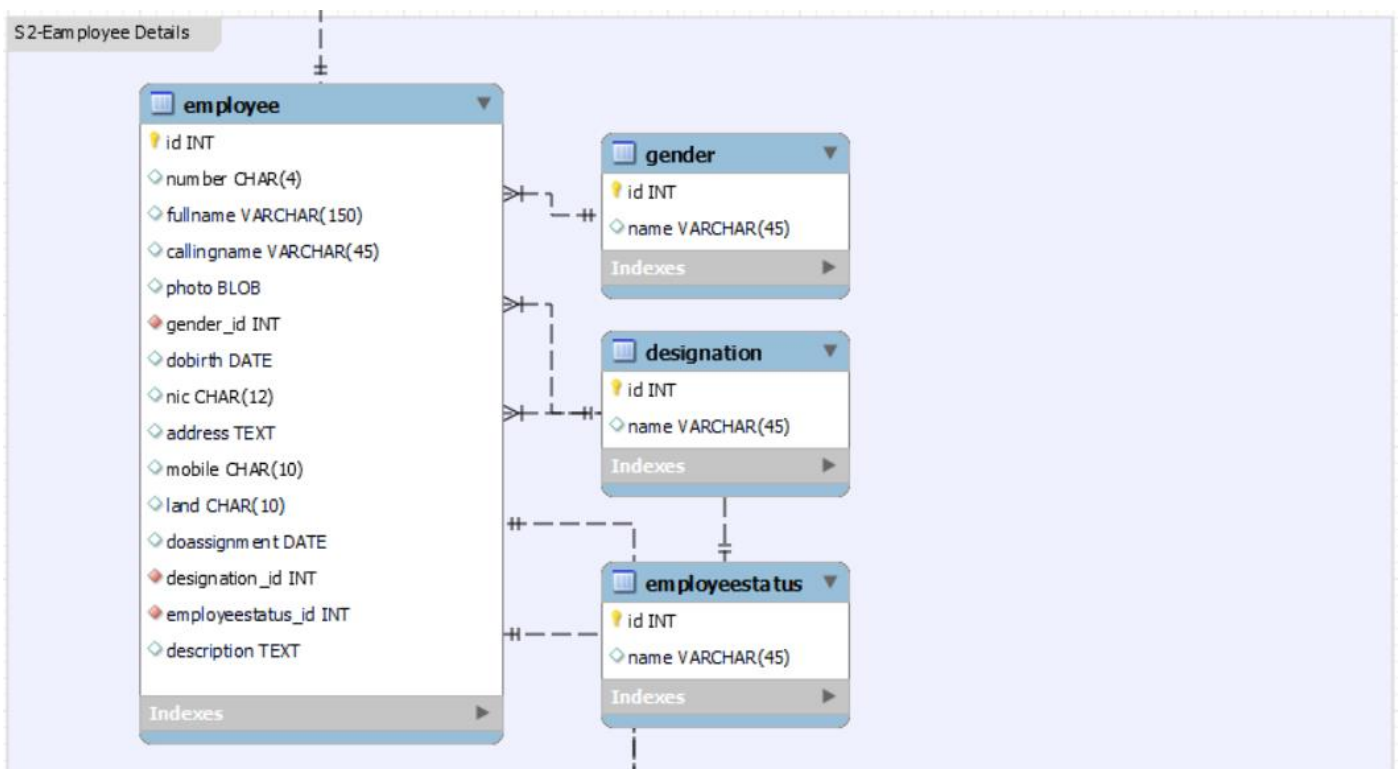 S2-Eamployee Details
employee
id INT
number CHAR(4)
fullname VARCHAR(150)
callingname VARCHAR(45)
photo BLOB
gender_id INT
dobirth DATE
nic CHAR(12)
address TEXT
mobile CHAR(10)
land CHAR(10)
doassignment DATE
designation_id INT
employeestatus_id INT
description TEXT
Indexes
gender
id INT
name VARCHAR(45)
Indexes
designation
id INT
name VARCHAR(45)
Indexes
employeestatus
id INT
name VARCHAR(45)
Indexes